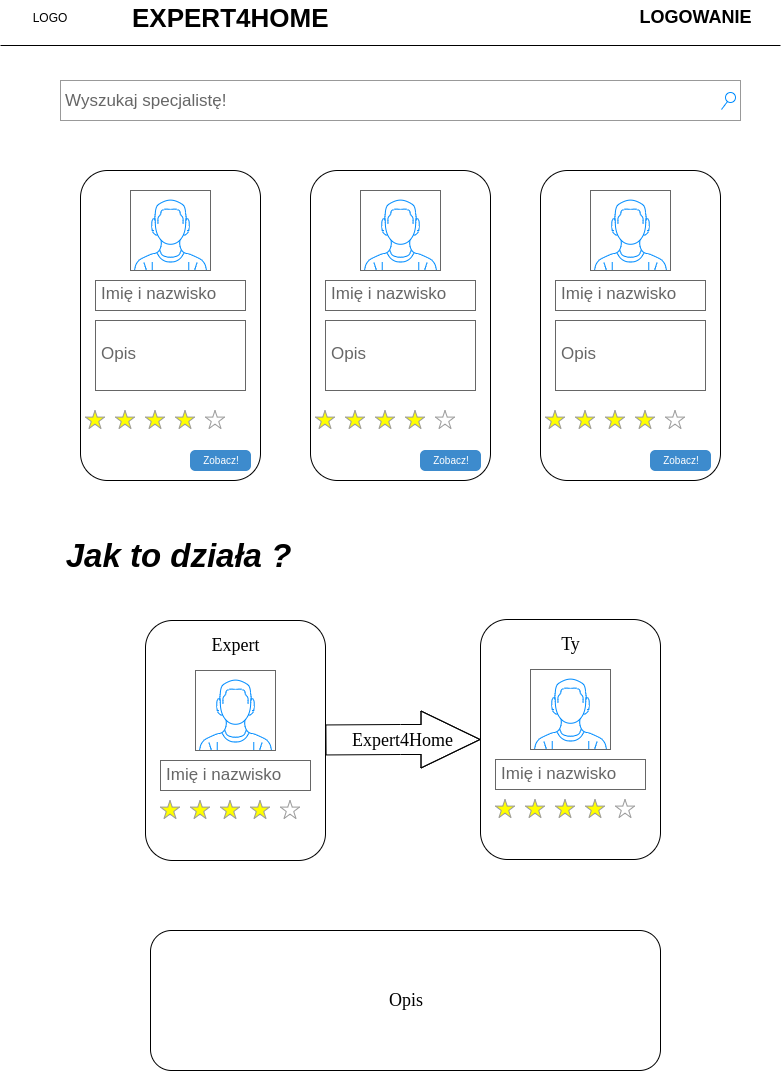 LOGO
EXPERT4HOME
LOGOWANIE
Wyszukaj specjalistę!
Imię i nazwisko
Opis
Zobacz!
Imię i nazwisko
Opis
Zobacz!
Imię i nazwisko
Opis
Zobacz!
Jak to działa ?
Expert
Imię i nazwisko
Expert4Home
Ty
Imię i nazwisko
Opis